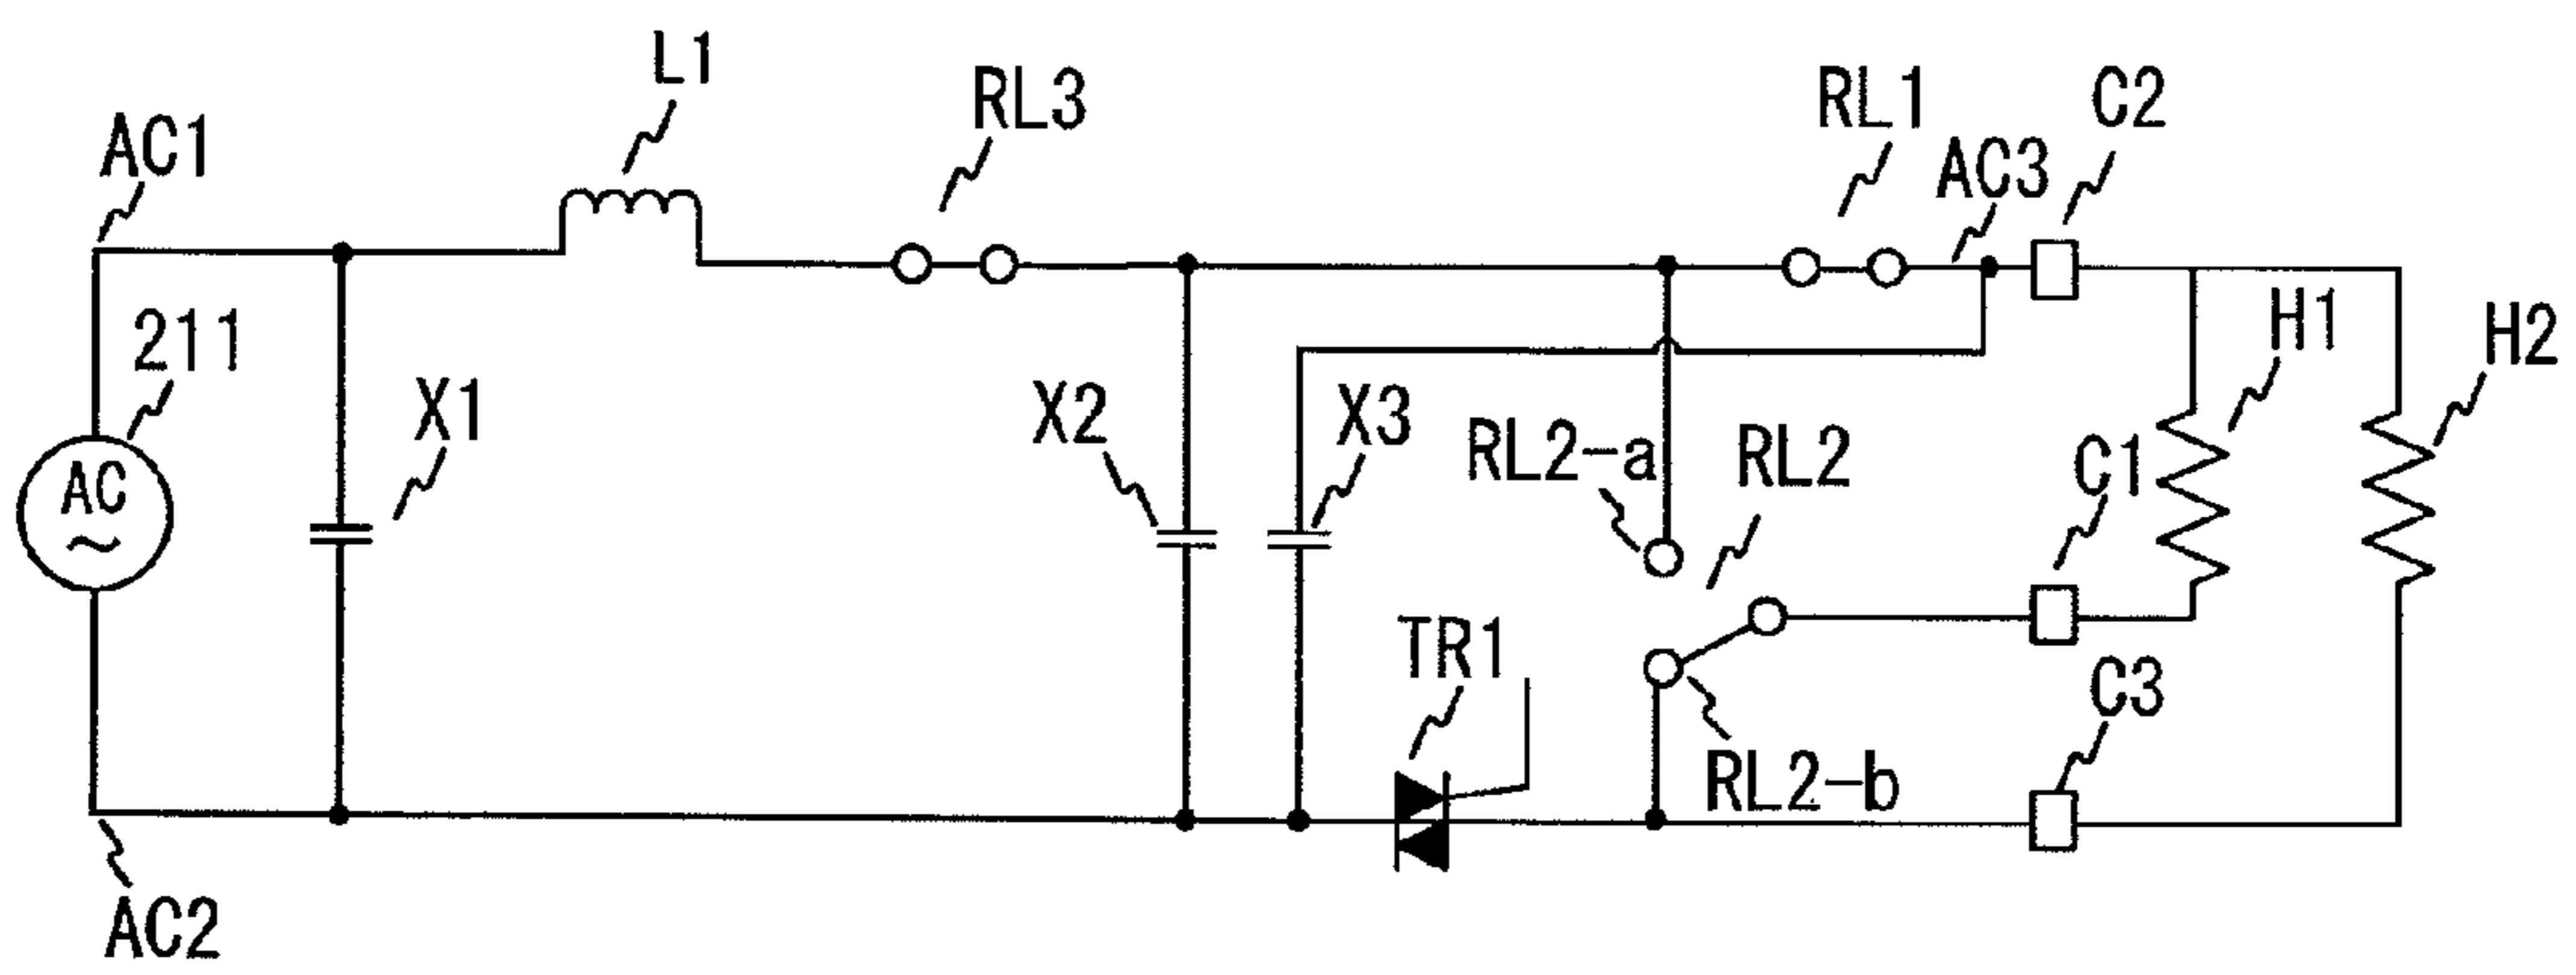 L1
RL3
RL1
C2
AC1
AC3
211
H1
H2
X1
X2
X3
RL2-a
RL2
C1
AC
~
TR1
C3
RL2-b
AC2